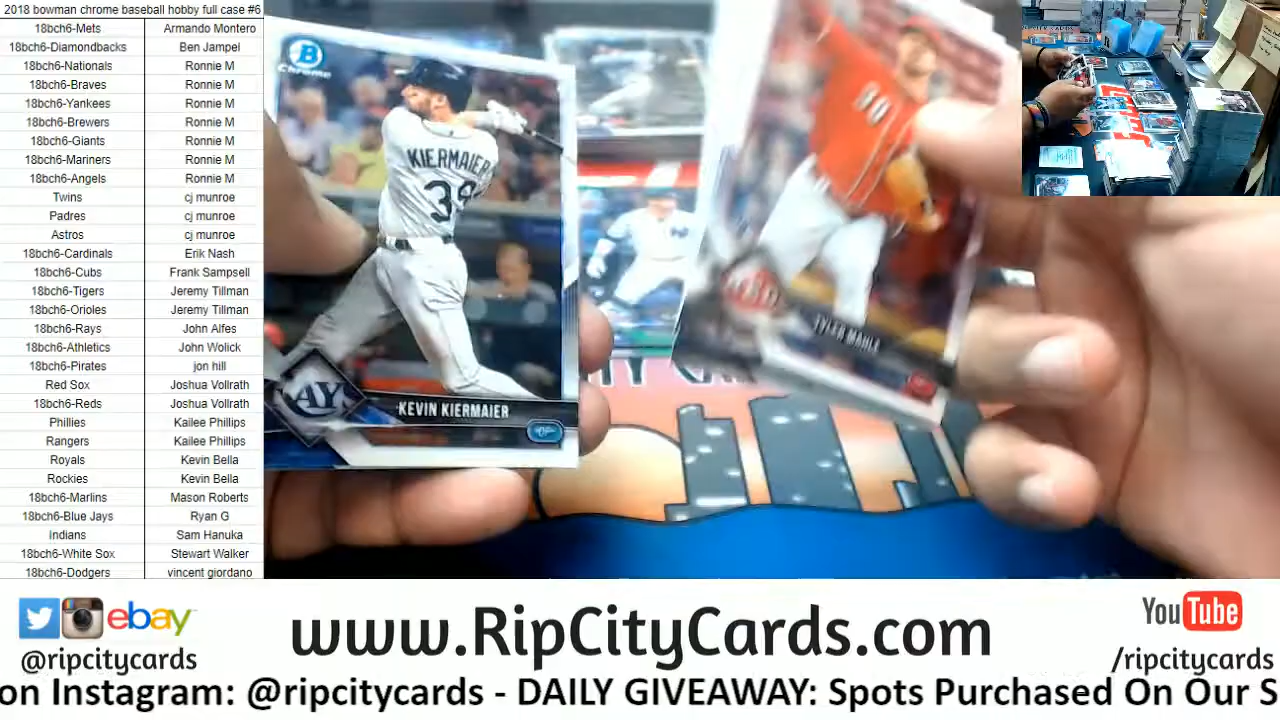 2018 bowman chrome baseball hobby full case #6
18bch6-Mets Armando Montero
18bch6-Diamondbacks Ben Jampel
18bch6-Nationals Ronnie M
18bch6-Braves Ronnie M
18bch6-Yankees Ronnie M
18bch6-Brewers Ronnie M
18bch6-Giants Ronnie M
18bch6-Mariners Ronnie M
18bch6-Angels Ronnie M
Twins cj munroe
Padres cj munroe
Astros cj munroe
18bch6-Cardinals Erik Nash
18bch6-Cubs Frank Sampsell
18bch6-Tigers Jeremy Tillman
18bch6-Orioles Jeremy Tillman
18bch6-Rays John Alfes
18bch6-Athletics John Wolick
18bch6-Pirates jon hill
Red Sox Joshua Vollrath
18bch6-Reds Joshua Vollrath
Phillies Kailee Phillips
Rangers Kailee Phillips
Royals Kevin Bella
Rockies Kevin Bella
18bch6-Marlins Mason Roberts
18bch6-Blue Jays Ryan G
Indians Sam Hanuka
18bch6-White Sox Stewart Walker
18bch6-Dodgers vincent giordano
B
Chrome
KIERMAIER
39
RAYS
KEVIN KIERMAIER
TYLER MAHLE
ebay
@ripcitycards
www.RipCityCards.com
YouTube
/ripcitycards
on Instagram: @ripcitycards - DAILY GIVEAWAY: Spots Purchased On Our S